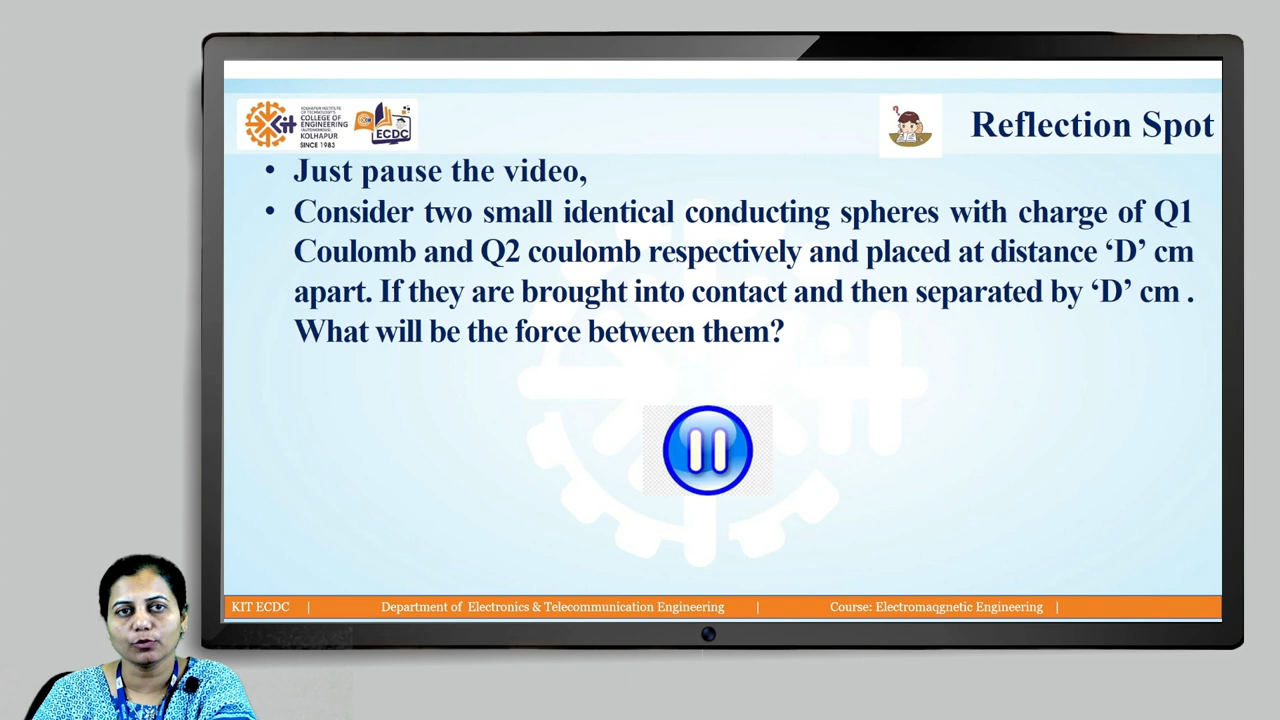 KOLHAPUR INSTITUTE
OF TECHNOLOGY'S
COLLEGE OF
ENGINEERING
(AUTONOMOUS)
KOLHAPUR
SINCE 1983
ECDC
Reflection Spot
• Just pause the video,
• Consider two small identical conducting spheres with charge of Q1
Coulomb and Q2 coulomb respectively and placed at distance ‘D’ cm
apart. If they are brought into contact and then separated by ‘D’ cm .
What will be the force between them?
KIT ECDC | Department of Electronics & Telecommunication Engineering | Course: Electromaqgnetic Engineering |